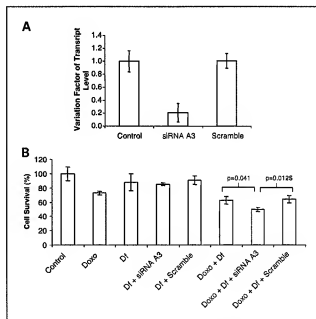 A
Variation Factor of Transcript
Level
1.4
1.2
1.0
0.8
0.6
0.4
0.2
0.0
Control
siRNA A3
Scramble
B
Cell Survival (%)
120
100
80
60
40
20
0
p=0.041
p=0.0125
Control
Doxo
Df
Df + siRNA A3
Df + Scramble
Doxo + Df
Doxo + Df + siRNA A3
Doxo + Df + Scramble